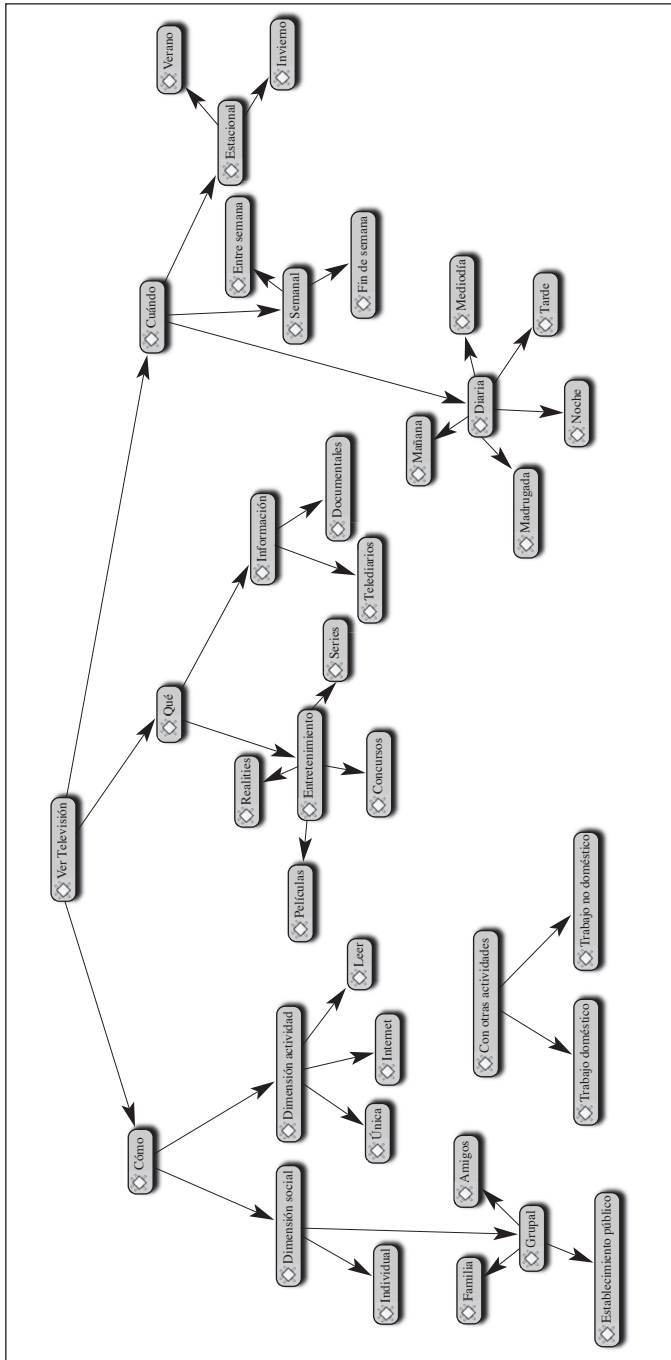 Ver Televisión
Cómo
Qué
Cuándo
Dimensión social
Dimensión actividad
Individual
Grupal
Familia
Amigos
Establecimiento público
Única
Internet
Leer
Con otras actividades
Trabajo doméstico
Trabajo no doméstico
Entretenimiento
Información
Películas
Realities
Concursos
Series
Telediarios
Documentales
Diaria
Semanal
Estacional
Madrugada
Mañana
Noche
Tarde
Mediodía
Entre semana
Fin de semana
Verano
Invierno